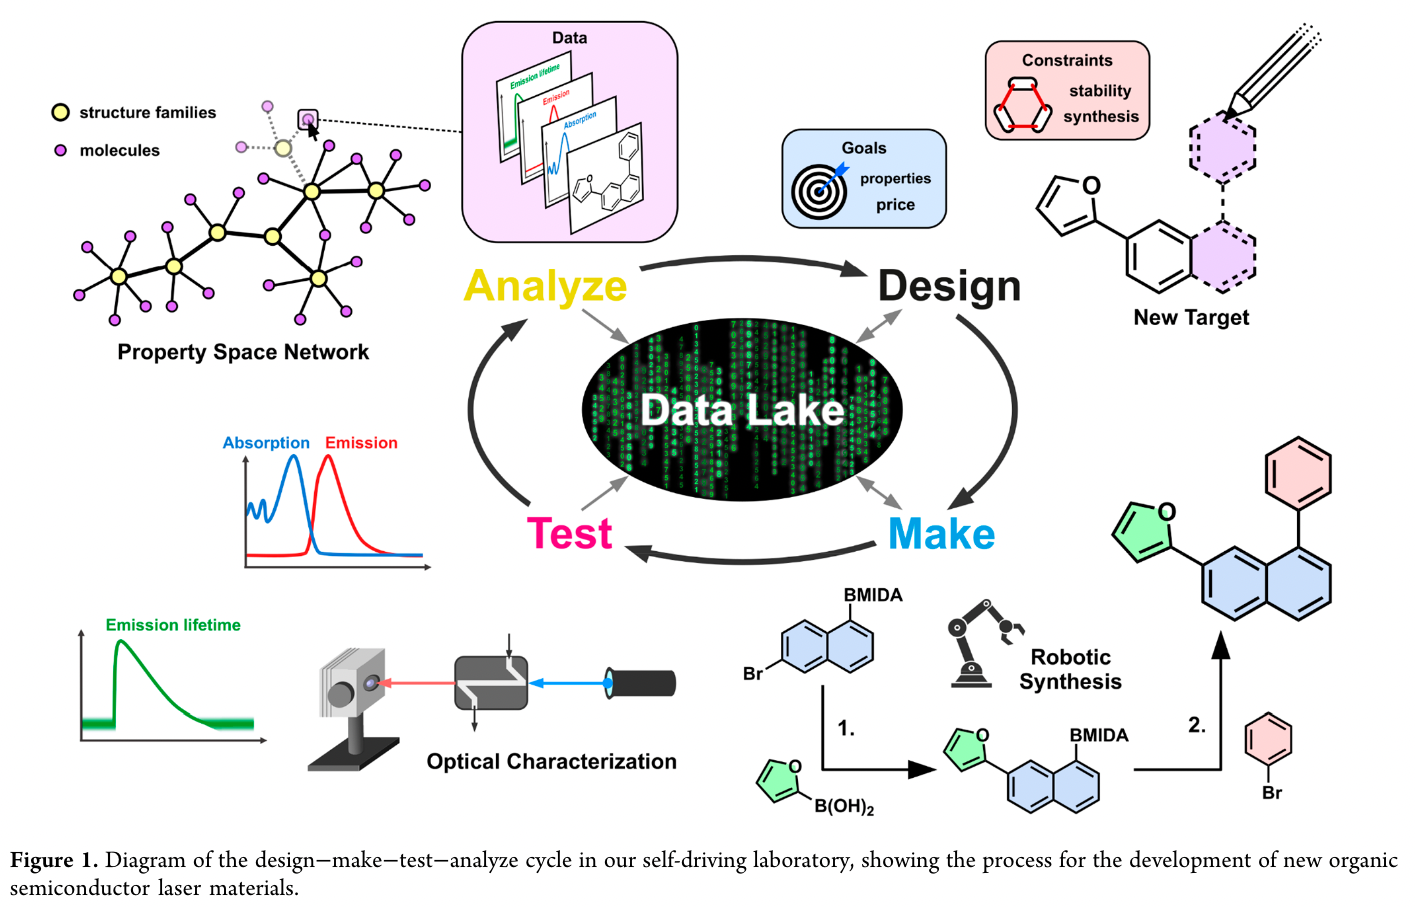 Data
Emission lifetime
Emission
Absorption
O
structure families
molecules
Property Space Network
Constraints
stability
synthesis
Goals
properties
price
O
New Target
Analyze
Design
Data Lake
Test
Make
Absorption
Emission
Emission lifetime
Optical Characterization
BMIDA
Br
1.
O
B(OH)2
Robotic
Synthesis
O
BMIDA
2.
Br
O
Figure 1. Diagram of the design−make−test−analyze cycle in our self-driving laboratory, showing the process for the development of new organic
semiconductor laser materials.